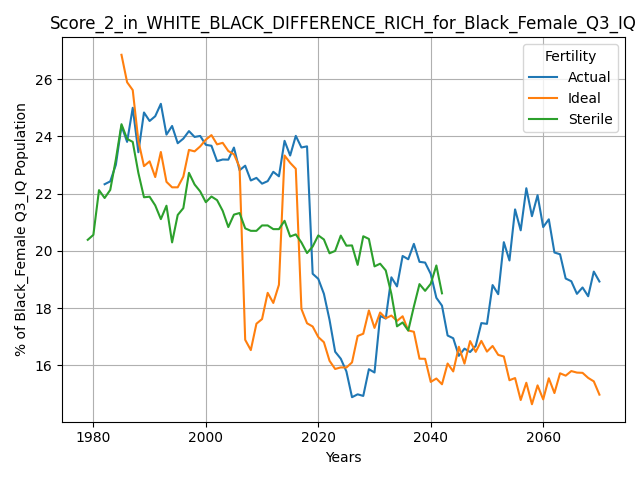 Score_2_in_WHITE_BLACK_DIFFERENCE_RICH_for_Black_Female_Q3_IQ
Fertility
Actual
Ideal
Sterile
% of Black_Female Q3_IQ Population
26
24
22
20
18
16
1980
2000
2020
2040
2060
Years